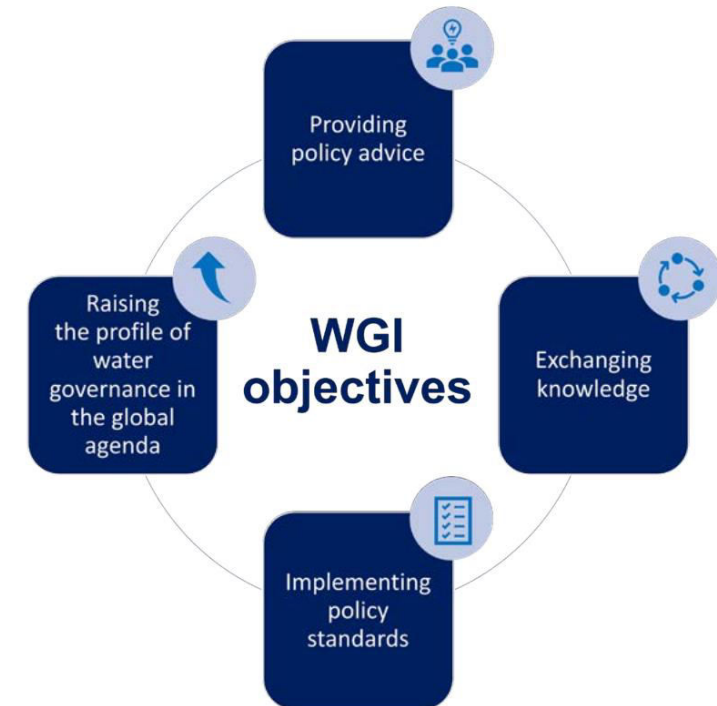 Providing
policy advice
Raising
the profile of
water
governance in
the global
agenda
WGI
objectives
Exchanging
knowledge
Implementing
policy
standards